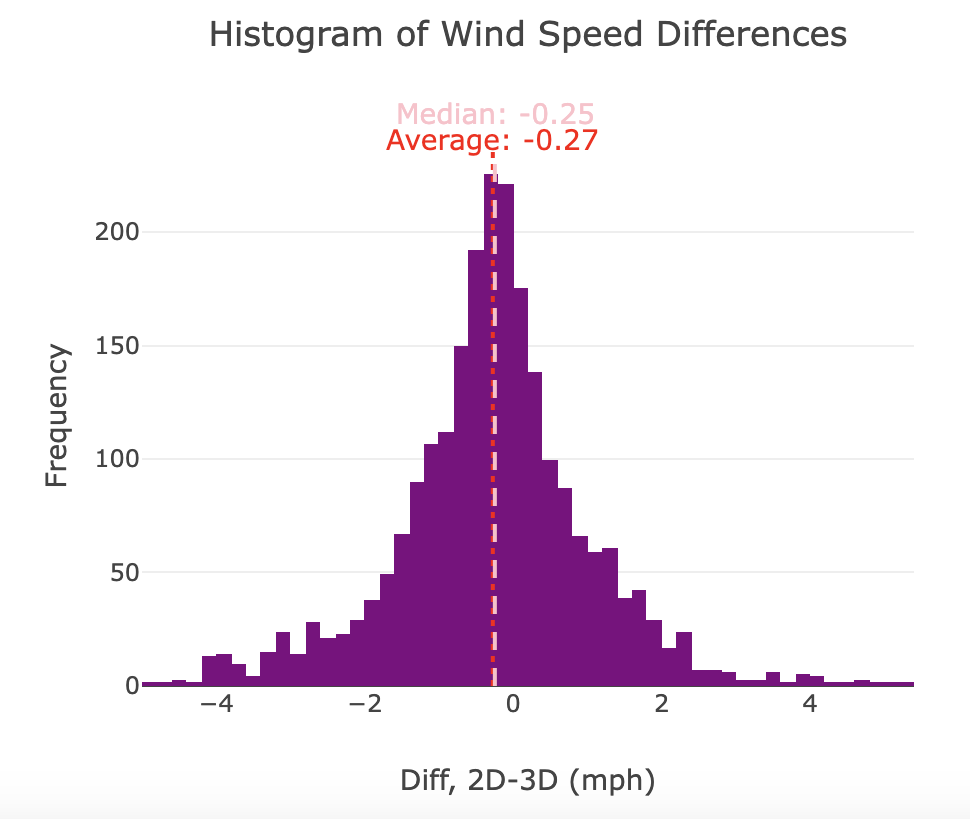 Histogram of Wind Speed Differences
Median: -0.25
Average: -0.27
200
150
100
50
0
Frequency
−4
−2
0
2
4
Diff, 2D-3D (mph)